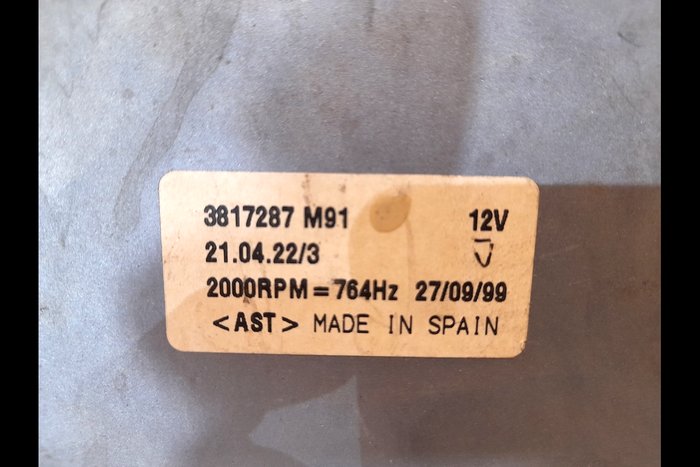 3817287 M91 12V
21.04.22/3
2000RPM = 764Hz 27/09/99
<AST> MADE IN SPAIN